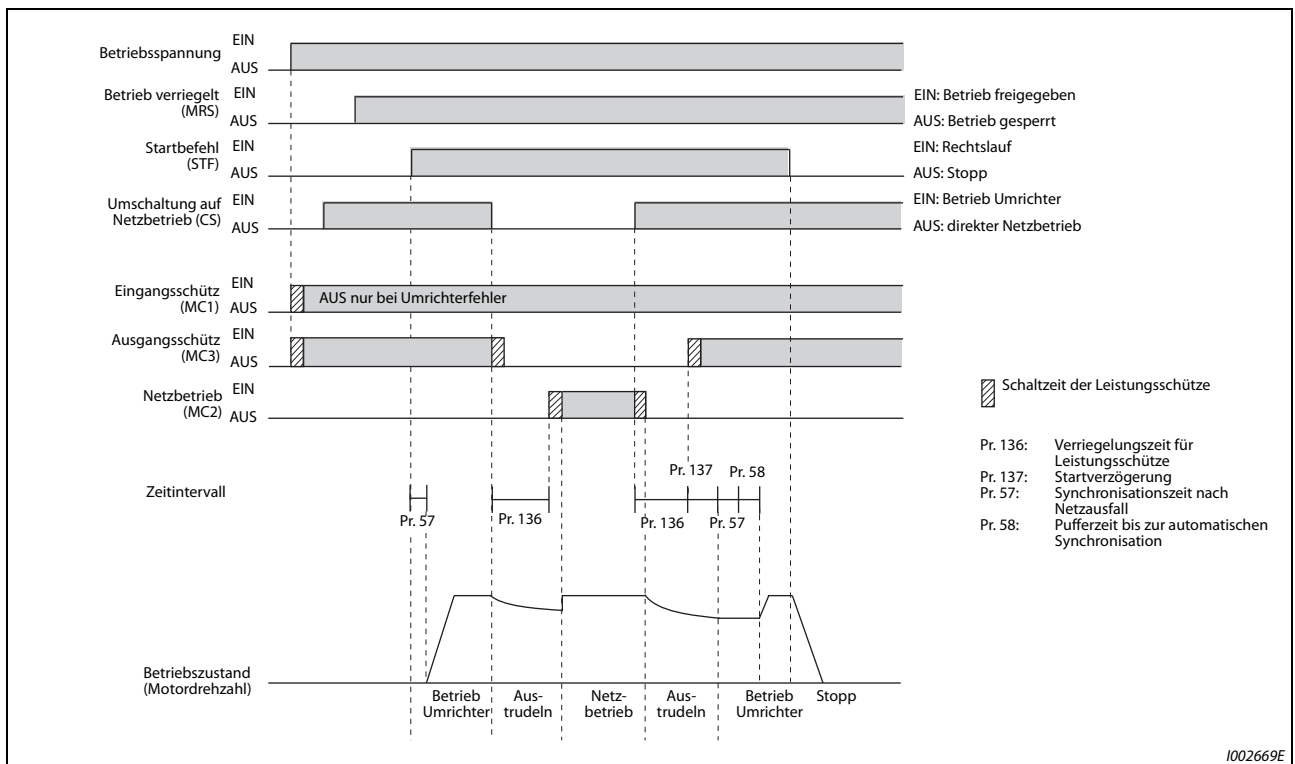 Betriebsspannung
EIN
AUS
Betrieb verriegelt
(MRS)
EIN
AUS
EIN: Betrieb freigegeben
AUS: Betrieb gesperrt
Startbefehl
(STF)
EIN
AUS
EIN: Rechtslauf
AUS: Stopp
Umschaltung auf
Netzbetrieb (CS)
EIN
AUS
EIN: Betrieb Umrichter
AUS: direkter Netzbetrieb
Eingangsschütz
(MC1)
EIN
AUS
AUS nur bei Umrichterfehler
Ausgangsschütz
(MC3)
EIN
AUS
Netzbetrieb
(MC2)
EIN
AUS
Schaltzeit der Leistungsschütze
Pr. 136: Verriegelungszeit für
Leistungsschütze
Pr. 137: Startverzögerung
Pr. 57: Synchronisationszeit nach
Netzausfall
Pr. 58: Pufferzeit bis zur automatischen
Synchronisation
Zeitintervall
Pr. 137
Pr. 58
Pr. 57
Pr. 136
Pr. 136
Pr. 57
Betriebszustand
(Motordrehzahl)
Betrieb
Umrichter
Aus-
trudeln
Netz-
betrieb
Aus-
trudeln
Betrieb
Umrichter
Stopp
I002669E